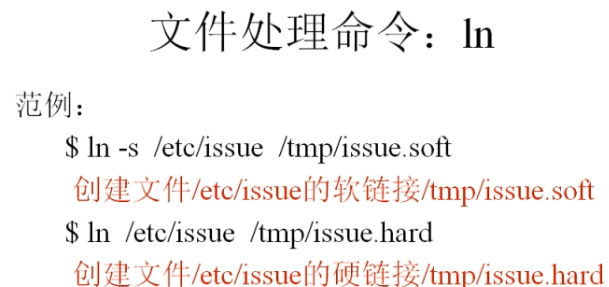 文件处理命令：ln
范例：
$ ln -s /etc/issue /tmp/issue.soft
创建文件/etc/issue的软链接/tmp/issue.soft
$ ln /etc/issue /tmp/issue.hard
创建文件/etc/issue的硬链接/tmp/issue.hard